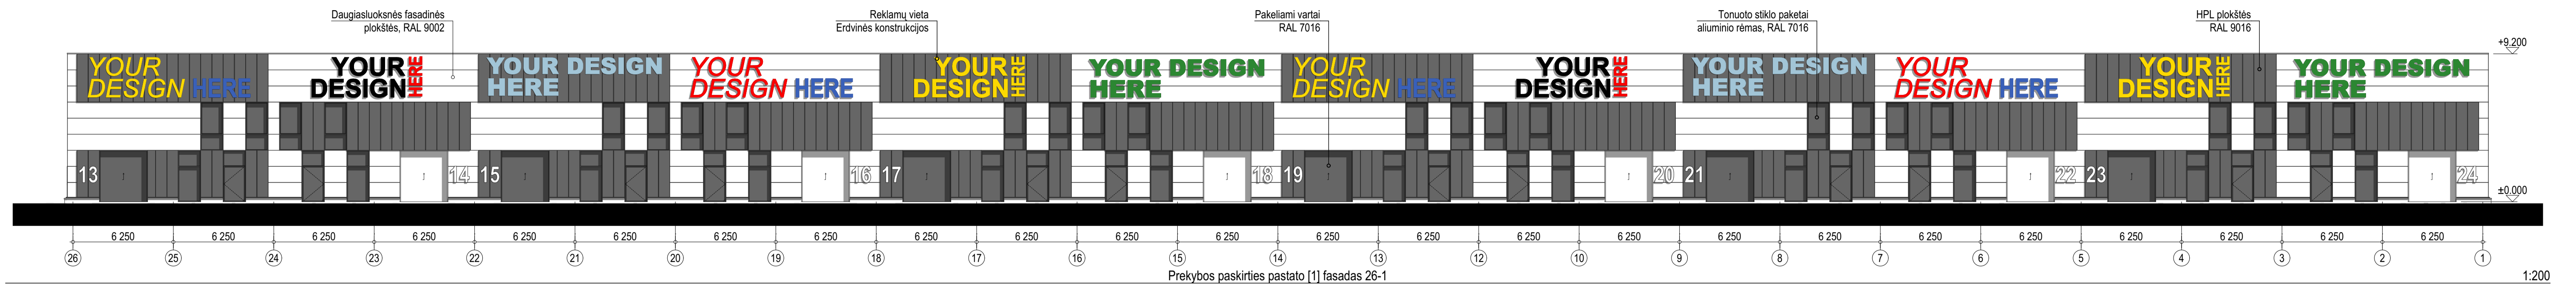 Daugiasluoksnės fasadinės
plokštės, RAL 9002
Reklamų vieta
Erdvinės konstrukcijos
Pakeliami vartai
RAL 7016
Tonuoto stiklo paketai
aliuminio rėmas, RAL 7016
HPL plokštės
RAL 9016
+9.200
YOUR
DESIGN HERE
YOUR
DESIGN
HERE
YOUR DESIGN
HERE
YOUR
DESIGN HERE
YOUR
DESIGN
HERE
YOUR DESIGN
HERE
YOUR
DESIGN HERE
YOUR
DESIGN
HERE
YOUR DESIGN
HERE
YOUR
DESIGN HERE
YOUR
DESIGN
HERE
YOUR DESIGN
HERE
13 14 15 16 17 18 19 20 21 22 23 24
±0.000
6 250 6 250 6 250 6 250 6 250 6 250 6 250 6 250 6 250 6 250 6 250 6 250 6 250 6 250 6 250 6 250 6 250 6 250 6 250 6 250 6 250 6 250 6 250 6 250
26 25 24 23 22 21 20 19 18 17 16 15 14 13 12 10 9 8 7 6 5 4 3 2 1
Prekybos paskirties pastato [1] fasadas 26-1
1:200